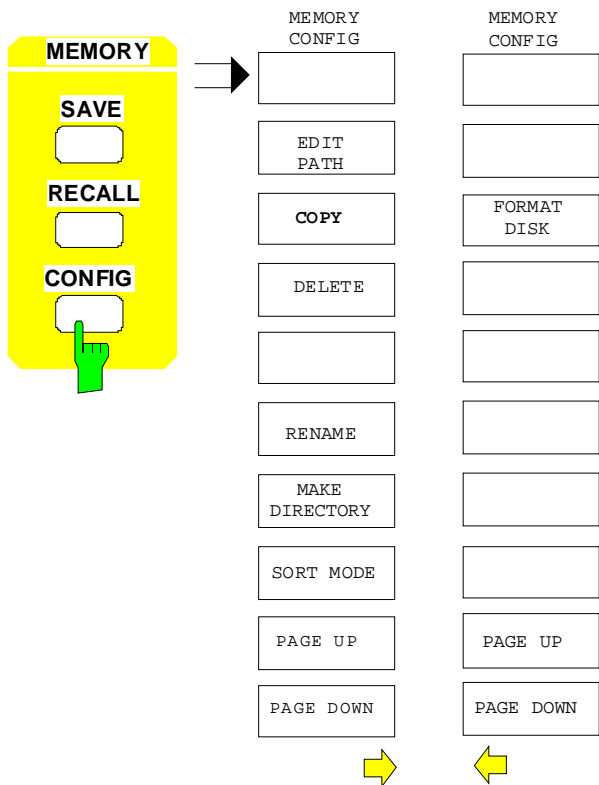 MEMORY
SAVE
RECALL
CONFIG
MEMORY
CONFIG
EDIT
PATH
COPY
DELETE
RENAME
MAKE
DIRECTORY
SORT MODE
PAGE UP
PAGE DOWN
MEMORY
CONFIG
FORMAT
DISK
PAGE UP
PAGE DOWN